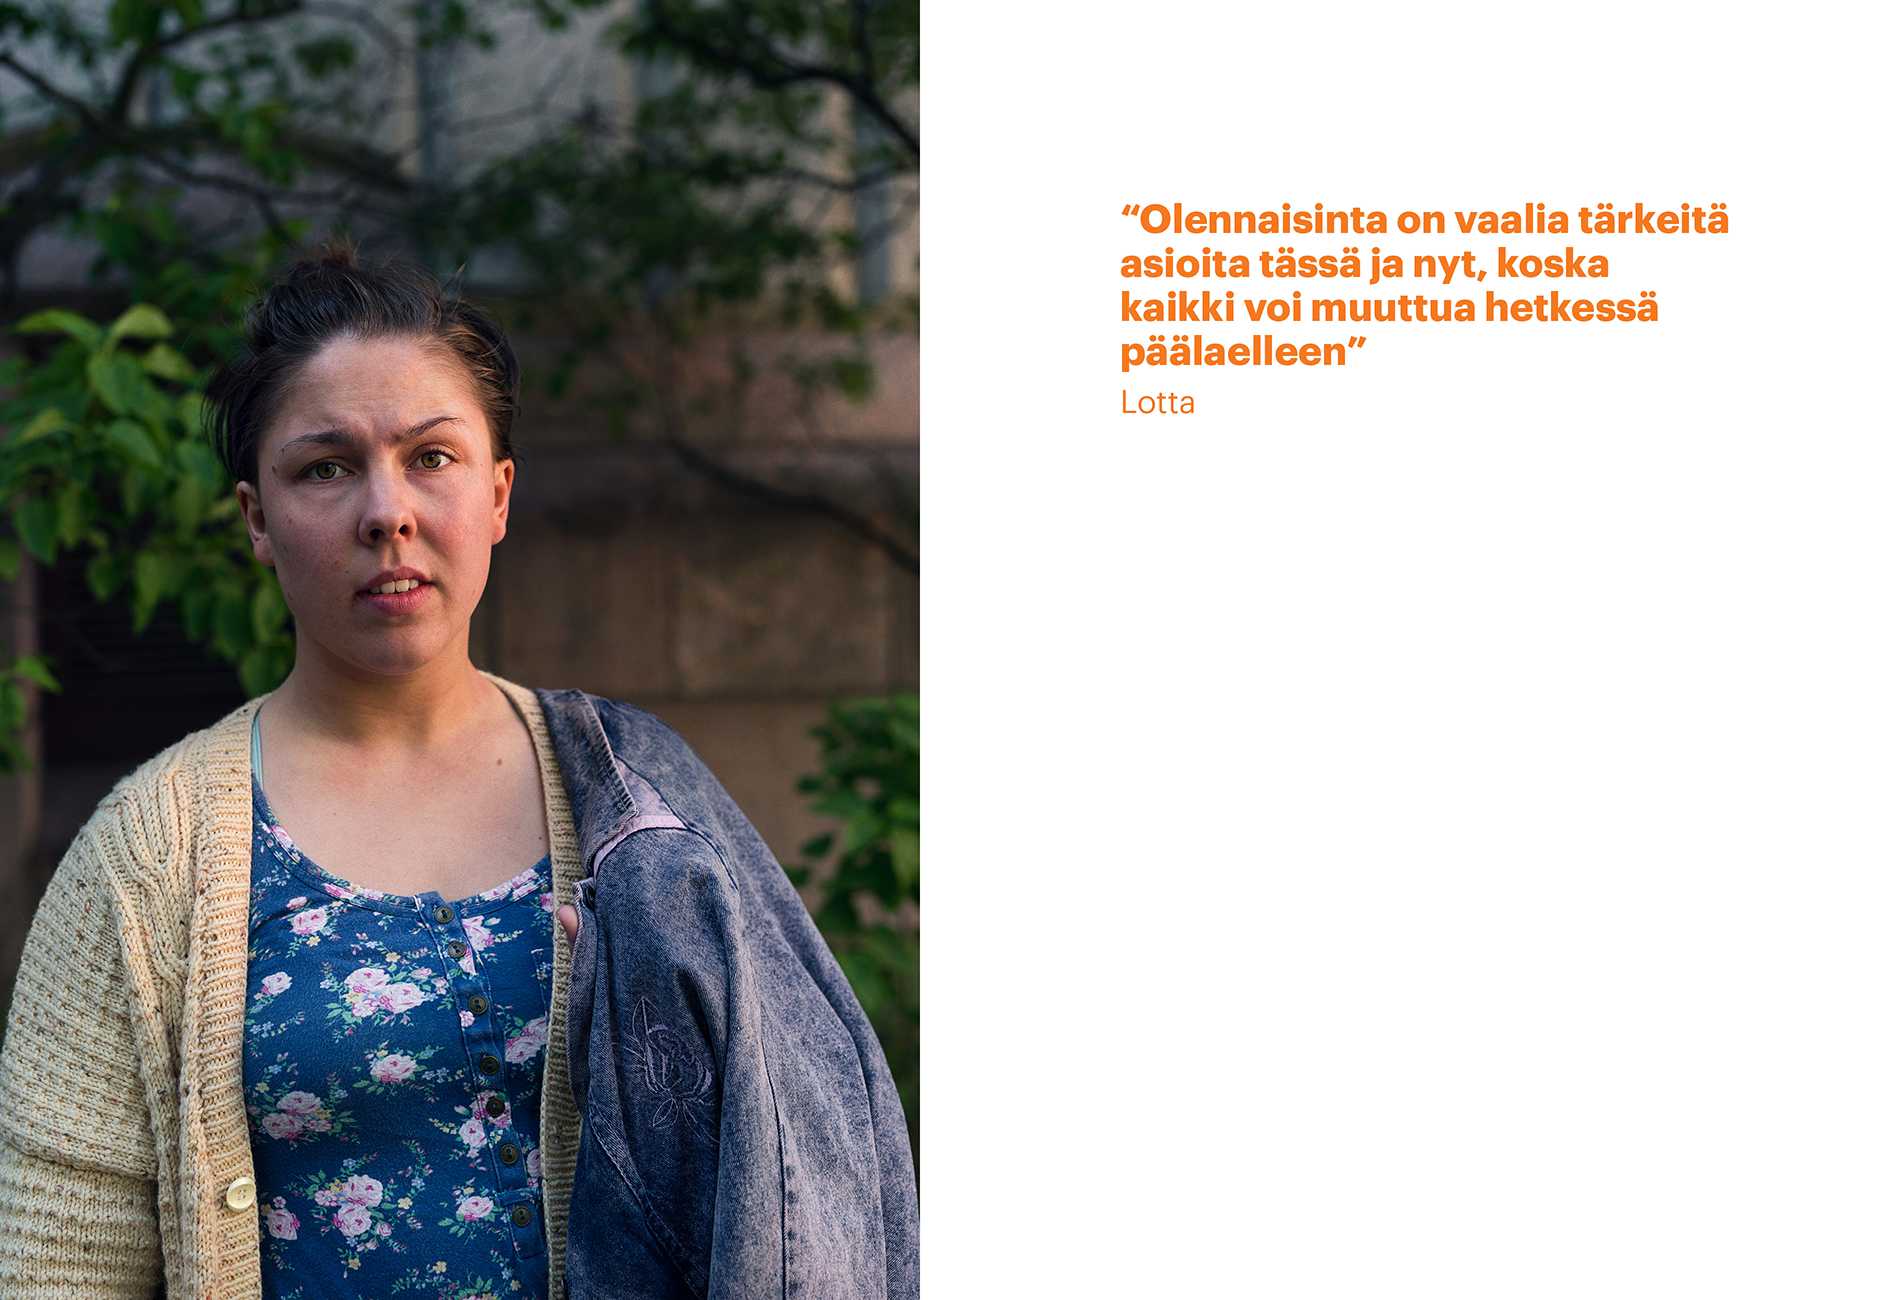 “Olennaisinta on vaalia tärkeitä
asioita tässä ja nyt, koska
kaikki voi muuttua hetkessä
päälaelleen”
Lotta